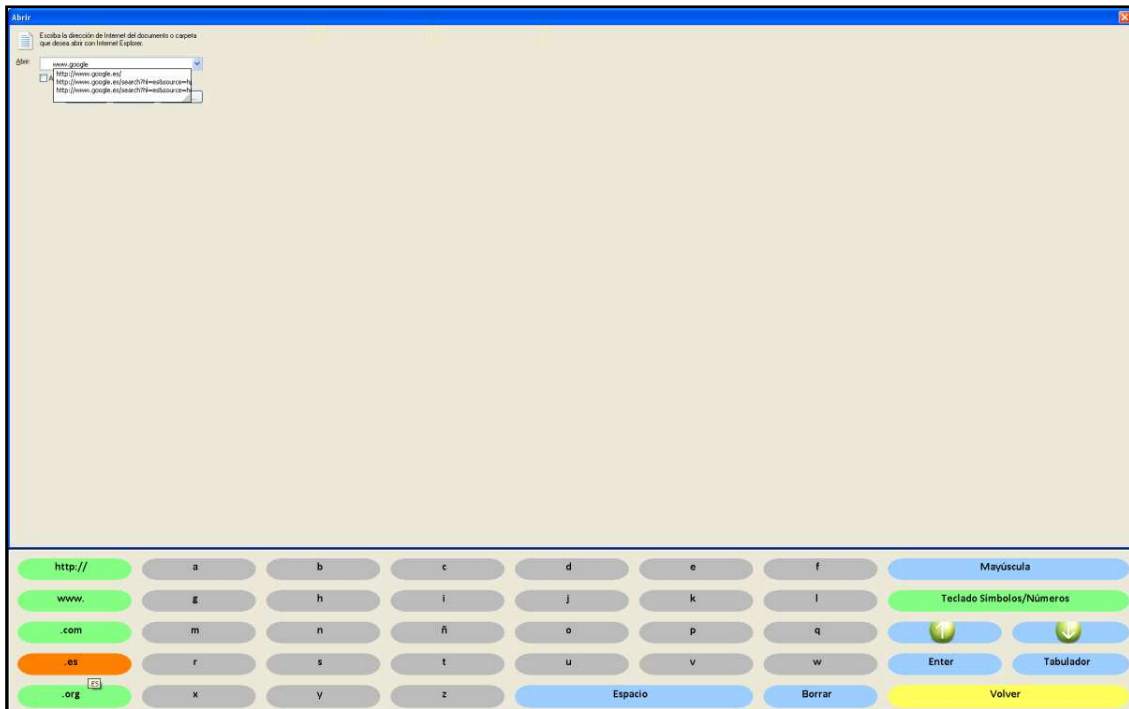 Abrir
Escriba la dirección de Internet del documento o carpeta
que desea abrir con Internet Explorer.
Abrir:
www.google
http://www.google.es/
A
http://www.google.es/search?hl=es&source=hp
http://www.google.es/search?hl=es&source=hp
http://
a
b
c
d
e
f
Mayúscula
www.
g
h
i
j
k
l
Teclado Símbolos/Números
.com
m
n
ñ
o
p
q
.es
r
s
t
u
v
w
Enter
Tabulador
.es
.org
x
y
z
Espacio
Borrar
Volver